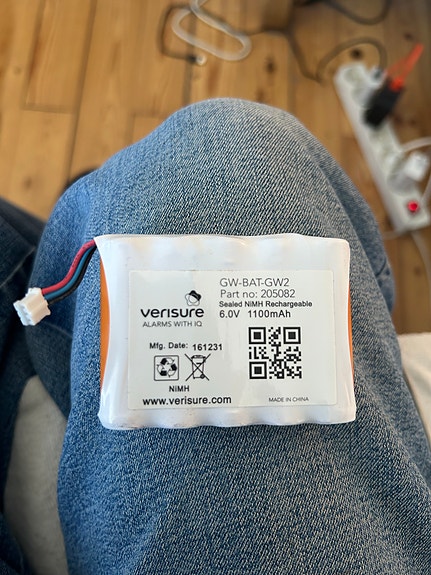 GW-BAT-GW2
Part no: 205082
Sealed NiMH Rechargeable
6.0V 1100mAh
verisure
ALARMS WITH IQ
Mfg. Date: 161231
NiMH
www.verisure.com
MADE IN CHINA